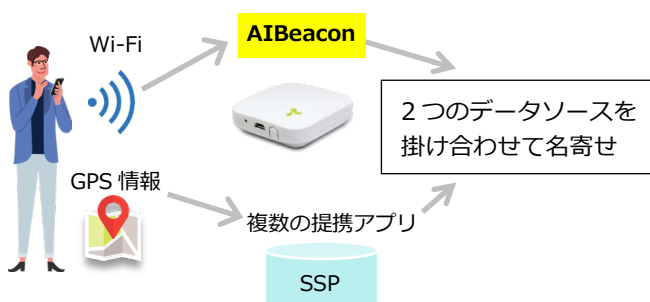 Wi-Fi
AIBeacon
2 つのデータソースを
掛け合わせて名寄せ
GPS 情報
複数の提携アプリ
SSP